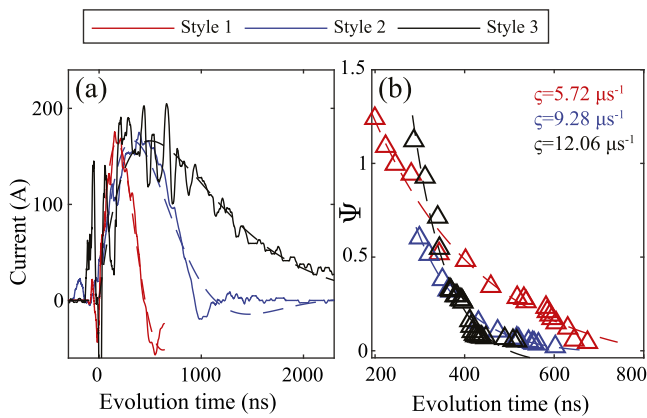 Style 1 Style 2 Style 3
(a)
200
100
0
Current (A)
0 1000 2000
Evolution time (ns)
(b)
1.5
1
0.5
0
Ψ
ς=5.72 μs⁻¹
ς=9.28 μs⁻¹
ς=12.06 μs⁻¹
200 400 600 800
Evolution time (ns)